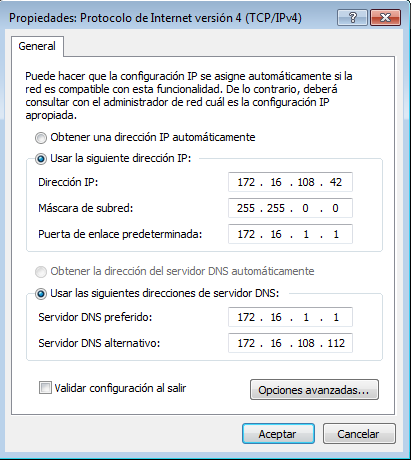 Propiedades: Protocolo de Internet versión 4 (TCP/IPv4)
General
Puede hacer que la configuración IP se asigne automáticamente si la
red es compatible con esta funcionalidad. De lo contrario, deberá
consultar con el administrador de red cuál es la configuración IP
apropiada.
Obtener una dirección IP automáticamente
Usar la siguiente dirección IP:
Dirección IP: 172 . 16 . 108 . 42
Máscara de subred: 255 . 255 . 0 . 0
Puerta de enlace predeterminada: 172 . 16 . 1 . 1
Obtener la dirección del servidor DNS automáticamente
Usar las siguientes direcciones de servidor DNS:
Servidor DNS preferido: 172 . 16 . 1 . 1
Servidor DNS alternativo: 172 . 16 . 108 . 112
Validar configuración al salir
Opciones avanzadas...
Aceptar Cancelar